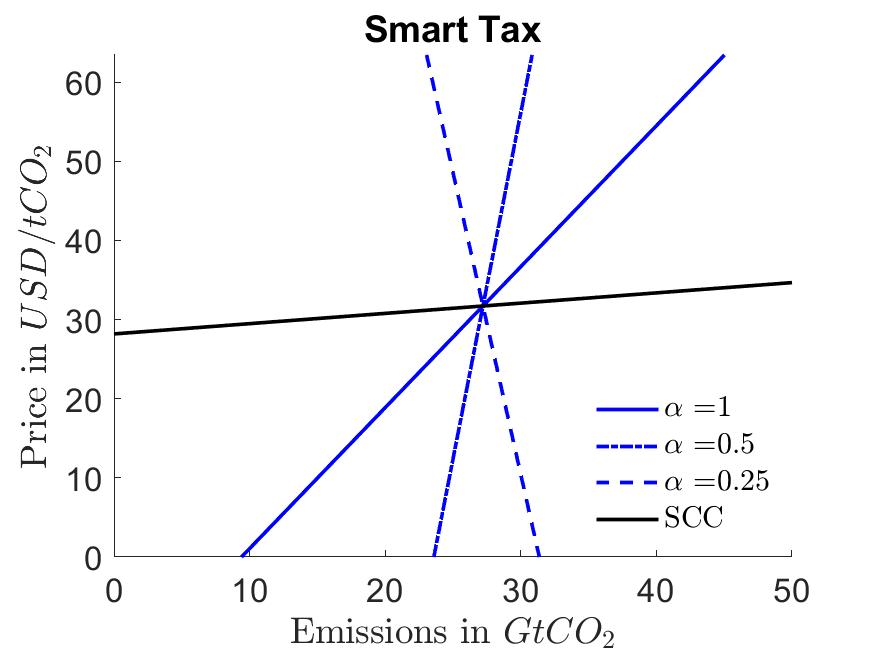 Smart Tax
Price in USD/tCO₂
60
50
40
30
20
10
0
0 10 20 30 40 50
Emissions in GtCO₂
α =1
α =0.5
α =0.25
SCC